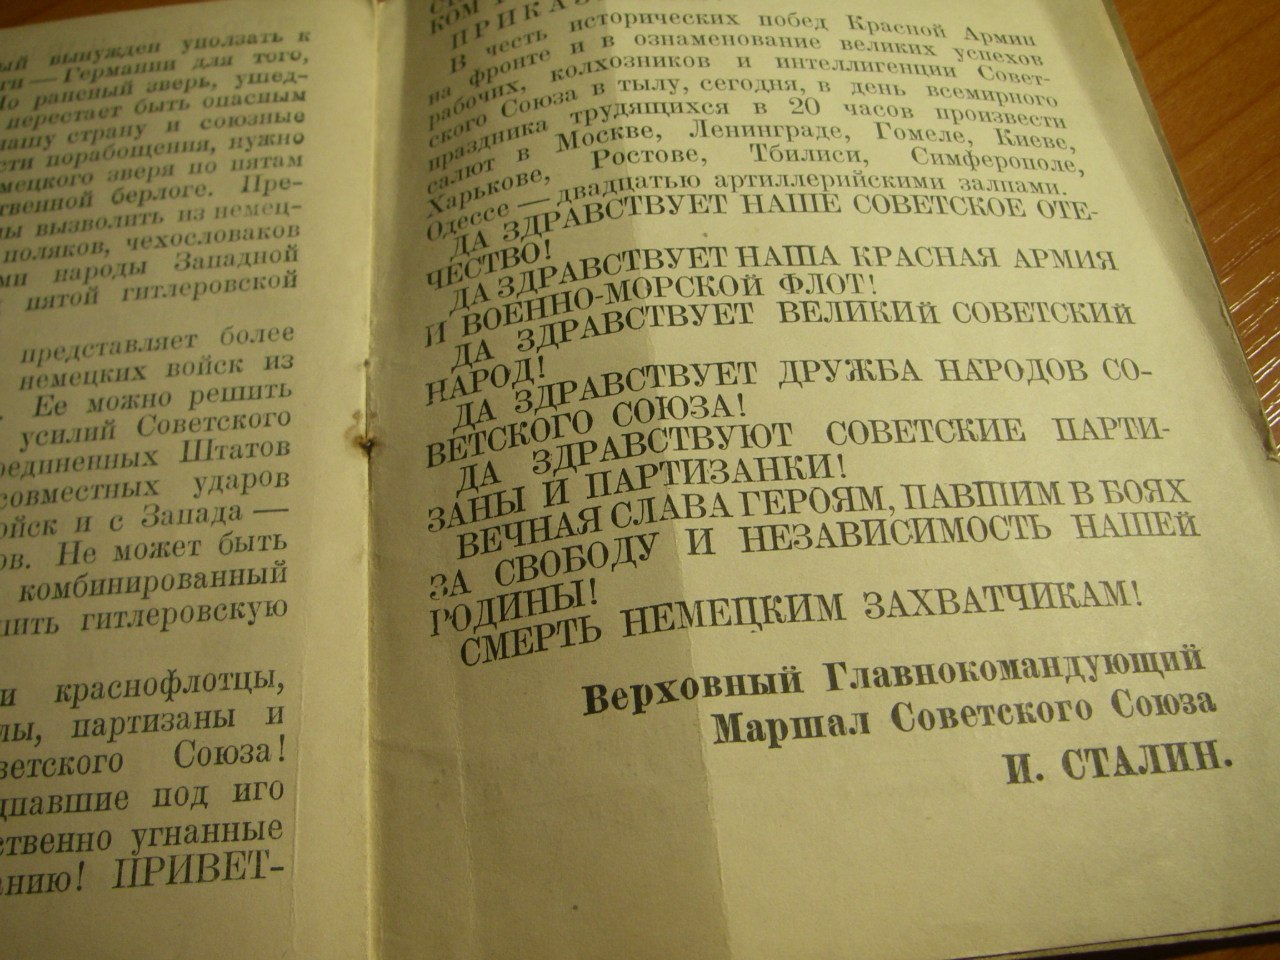 вынужден уползать к
— Германии для того,
раненый зверь, ушед-
перестает быть опасным
нашу страну и союзные
порабощения, нужно
немецкого зверя по пятам
берлоге. Пре-
вызволить из немец-
поляков, чехословаков
народы Западной
пятой гитлеровской
представляет более
немецких войск из
Ее можно решить
усилий Советского
Штатов
совместных ударов
и с Запада —
Не может быть
комбинированный
гитлеровскую
и краснофлотцы,
партизаны и
Союза!
под иго
угнанные
ПРИВЕТ-
КОМ
ПРИКАЗ
В честь исторических побед Красной Армии
на фронте и в ознаменование великих успехов
рабочих, колхозников и интеллигенции Совет-
ского Союза в тылу, сегодня, в день всемирного
праздника трудящихся в 20 часов произвести
салют в Москве, Ленинграде, Гомеле, Киеве,
Харькове, Ростове, Тбилиси, Симферополе,
Одессе — двадцатью артиллерийскими залпами.
ДА ЗДРАВСТВУЕТ НАШЕ СОВЕТСКОЕ ОТЕ-
ЧЕСТВО!
ДА ЗДРАВСТВУЕТ НАША КРАСНАЯ АРМИЯ
И ВОЕННО-МОРСКОЙ ФЛОТ!
ДА ЗДРАВСТВУЕТ ВЕЛИКИЙ СОВЕТСКИЙ
НАРОД!
ДА ЗДРАВСТВУЕТ ДРУЖБА НАРОДОВ СО-
ВЕТСКОГО СОЮЗА!
ДА ЗДРАВСТВУЮТ СОВЕТСКИЕ ПАРТИ-
ЗАНЫ И ПАРТИЗАНКИ!
ВЕЧНАЯ СЛАВА ГЕРОЯМ, ПАВШИМ В БОЯХ
ЗА СВОБОДУ И НЕЗАВИСИМОСТЬ НАШЕЙ
РОДИНЫ!
СМЕРТЬ НЕМЕЦКИМ ЗАХВАТЧИКАМ!
Верховный Главнокомандующий
Маршал Советского Союза
И. СТАЛИН.